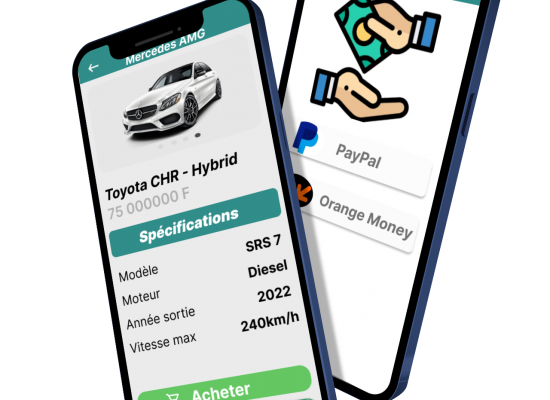 Mercedes AMG
Toyota CHR - Hybrid
75 000000 F
Spécifications
Modèle SRS 7
Moteur Diesel
Année sortie 2022
Vitesse max 240km/h
Acheter
PayPal
Orange Money